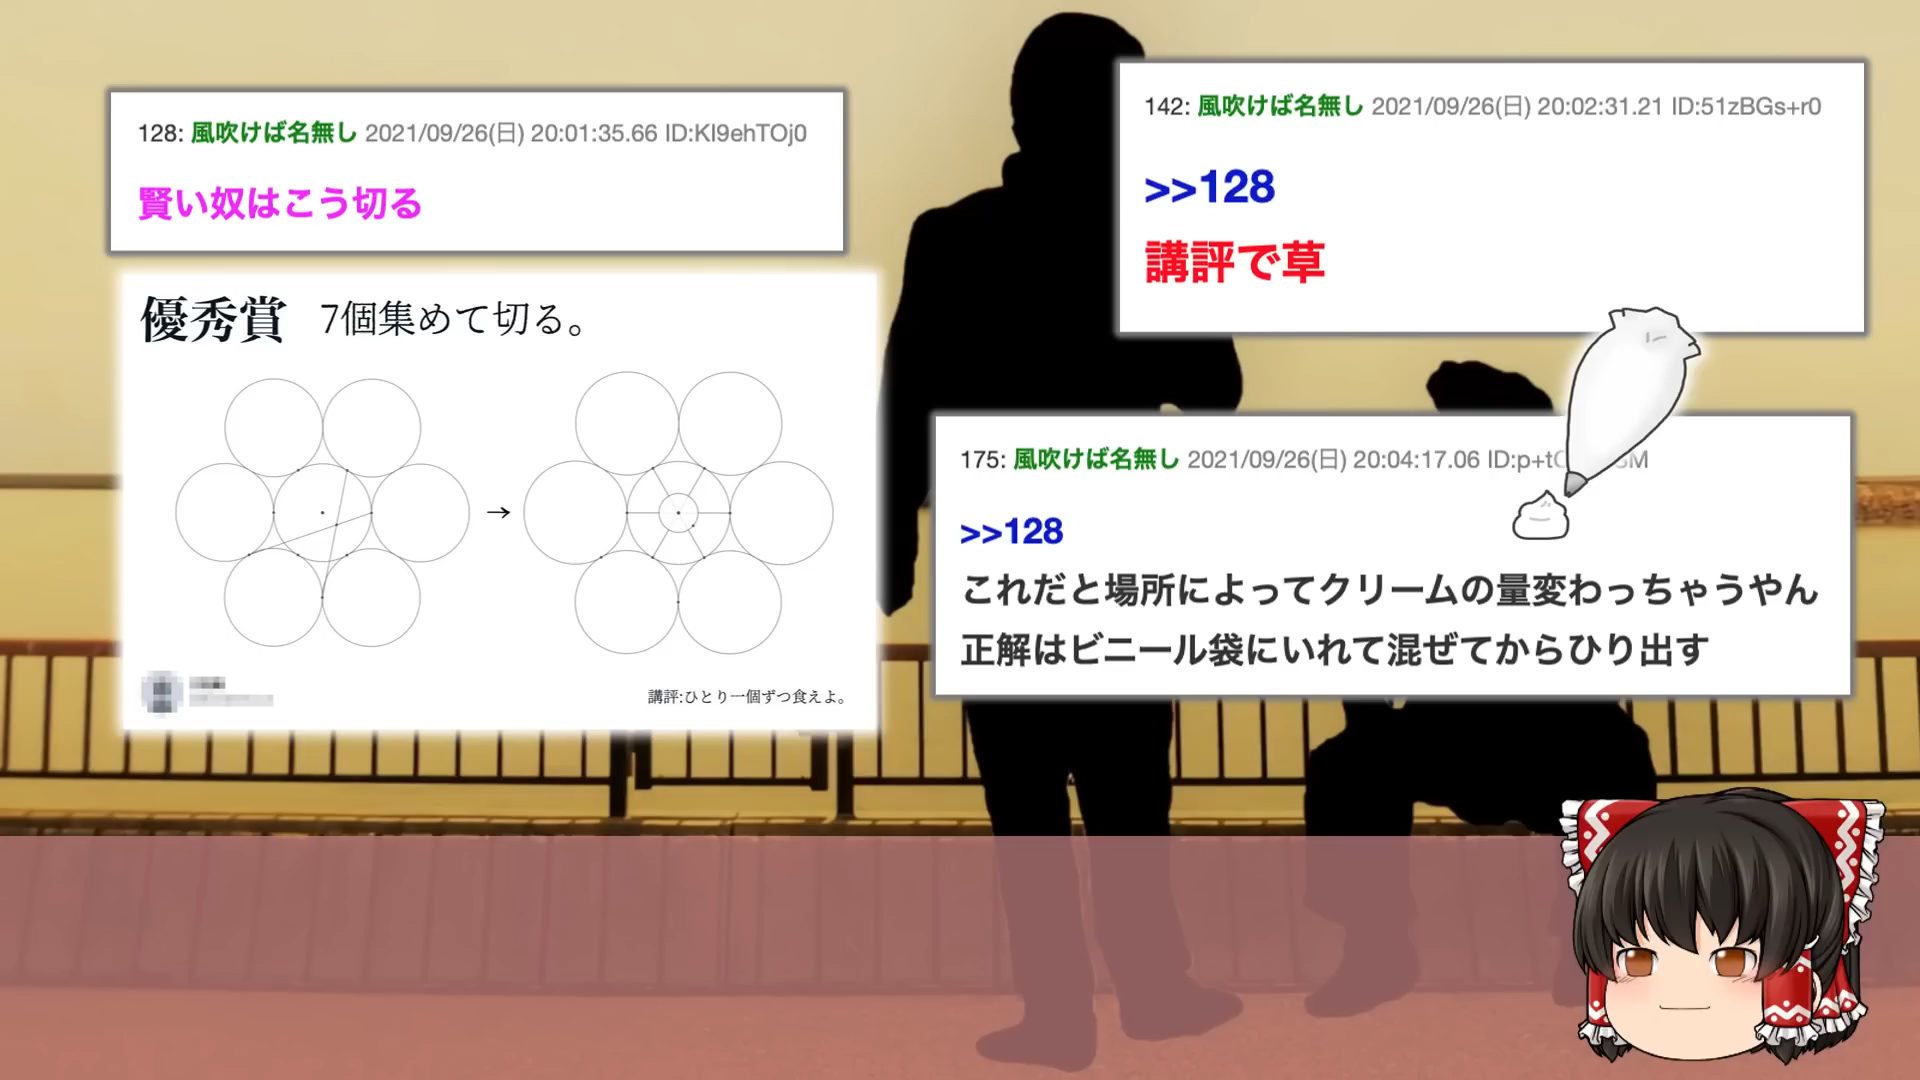 128: 風吹けば名無し 2021/09/26(日) 20:01:35.66 ID:KI9ehTOj0
賢い奴はこう切る
優秀賞 7個集めて切る。
→
講評:ひとり一個ずつ食えよ。
142: 風吹けば名無し 2021/09/26(日) 20:02:31.21 ID:51zBGs+r0
>>128
講評で草
175: 風吹けば名無し 2021/09/26(日) 20:04:17.06
>>128
これだと場所によってクリームの量変わっちゃうやん
正解はビニール袋にいれて混ぜてからひり出す